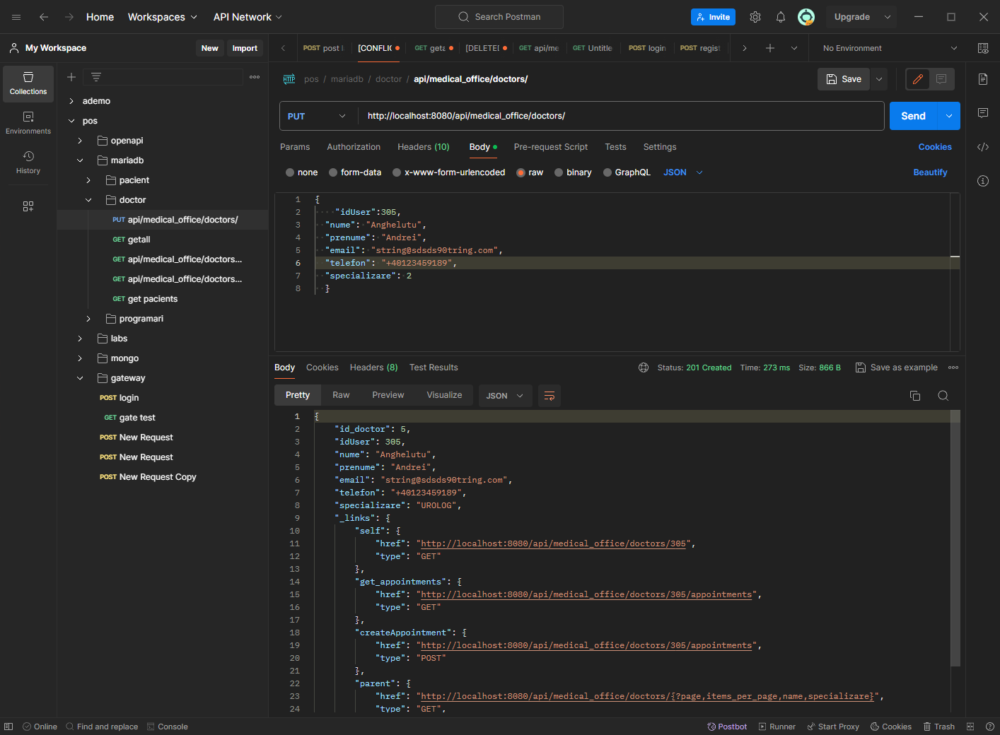 Home Workspaces API Network Search Postman Invite Upgrade
My Workspace New Import
POST post [CONFLIC GET geta [DELETED GET api/me GET Untitle POST login POST regist No Environment
Collections
Environments
History
ademo
pos
openapi
mariadb
pacient
doctor
PUT api/medical_office/doctors/
GET getall
GET api/medical_office/doctors...
GET api/medical_office/doctors...
GET get pacients
programari
labs
mongo
gateway
POST login
GET gate test
POST New Request
POST New Request
POST New Request Copy
HTTP pos / mariadb / doctor / api/medical_office/doctors/ Save
PUT http://localhost:8080/api/medical_office/doctors/ Send
Params Authorization Headers (10) Body Pre-request Script Tests Settings Cookies
none form-data x-www-form-urlencoded raw binary GraphQL JSON Beautify
1 {
2 "idUser":305,
3 "nume": "Anghelutu",
4 "prenume": "Andrei",
5 "email": "string@sdsds90tring.com",
6 "telefon": "+40123459189",
7 "specializare": 2
8 }
Body Cookies Headers (8) Test Results Status: 201 Created Time: 273 ms Size: 866 B Save as example
Pretty Raw Preview Visualize JSON
1 {
2 "id_doctor": 5,
3 "idUser": 305,
4 "nume": "Anghelutu",
5 "prenume": "Andrei",
6 "email": "string@sdsds90tring.com",
7 "telefon": "+40123459189",
8 "specializare": "UROLOG",
9 "_links": {
10 "self": {
11 "href": "http://localhost:8080/api/medical_office/doctors/305",
12 "type": "GET"
13 },
14 "get_appointments": {
15 "href": "http://localhost:8080/api/medical_office/doctors/305/appointments",
16 "type": "GET"
17 },
18 "createAppointment": {
19 "href": "http://localhost:8080/api/medical_office/doctors/305/appointments",
20 "type": "POST"
21 },
22 "parent": {
23 "href": "http://localhost:8080/api/medical_office/doctors/{?page,items_per_page,name,specializare}",
24 "type": "GET",
Online Find and replace Console Postbot Runner Start Proxy Cookies Trash